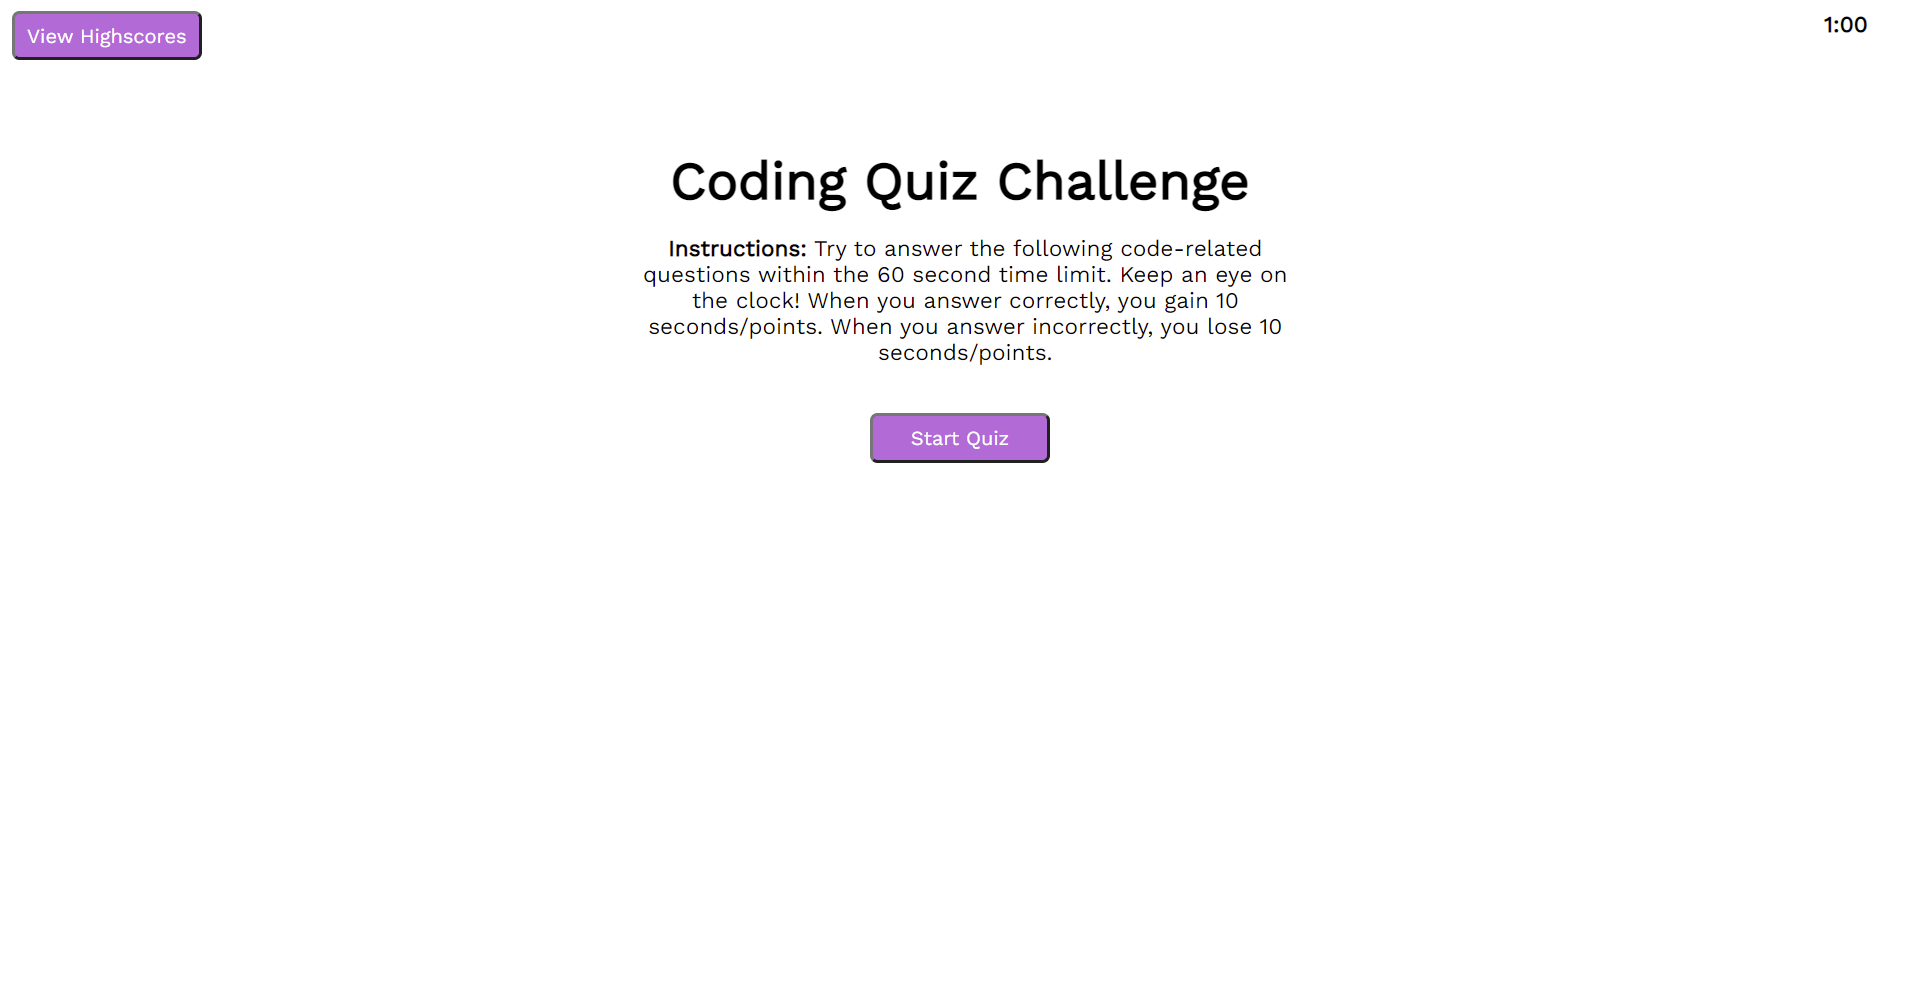 View Highscores
1:00
Coding Quiz Challenge
Instructions: Try to answer the following code-related
questions within the 60 second time limit. Keep an eye on
the clock! When you answer correctly, you gain 10
seconds/points. When you answer incorrectly, you lose 10
seconds/points.
Start Quiz